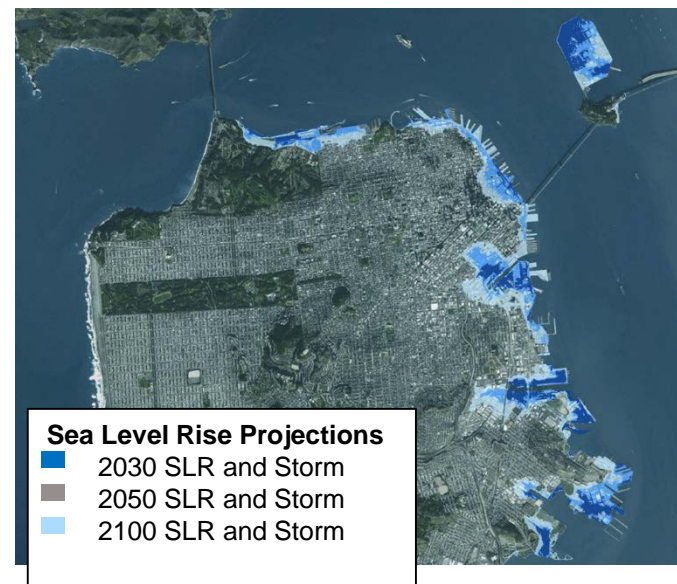 Sea Level Rise Projections
2030 SLR and Storm
2050 SLR and Storm
2100 SLR and Storm